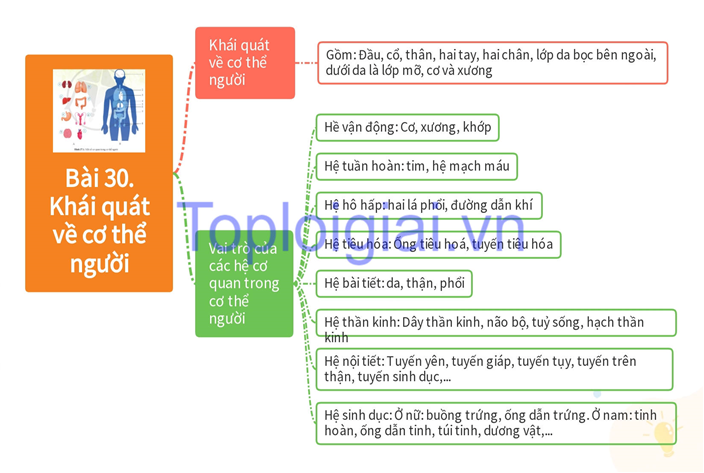 Bài 30.
Khái quát
về cơ thể
người
Khái quát
về cơ thể
người
Gồm: Đầu, cổ, thân, hai tay, hai chân, lớp da bọc bên ngoài,
dưới da là lớp mỡ, cơ và xương
Vai trò của
các hệ cơ
quan trong
cơ thể
người
Hề vận động: Cơ, xương, khớp
Hệ tuần hoàn: tim, hệ mạch máu
Hệ hô hấp: hai lá phổi, đường dẫn khí
Hệ tiêu hóa: Ống tiêu hoá, tuyến tiêu hóa
Hệ bài tiết: da, thận, phổi
Hệ thần kinh: Dây thần kinh, não bộ, tuỷ sống, hạch thần
kinh
Hệ nội tiết: Tuyến yên, tuyến giáp, tuyến tụy, tuyến trên
thận, tuyến sinh dục,...
Hệ sinh dục: Ở nữ: buồng trứng, ống dẫn trứng. Ở nam: tinh
hoàn, ống dẫn tinh, túi tinh, dương vật,...
Toploigiai.vn